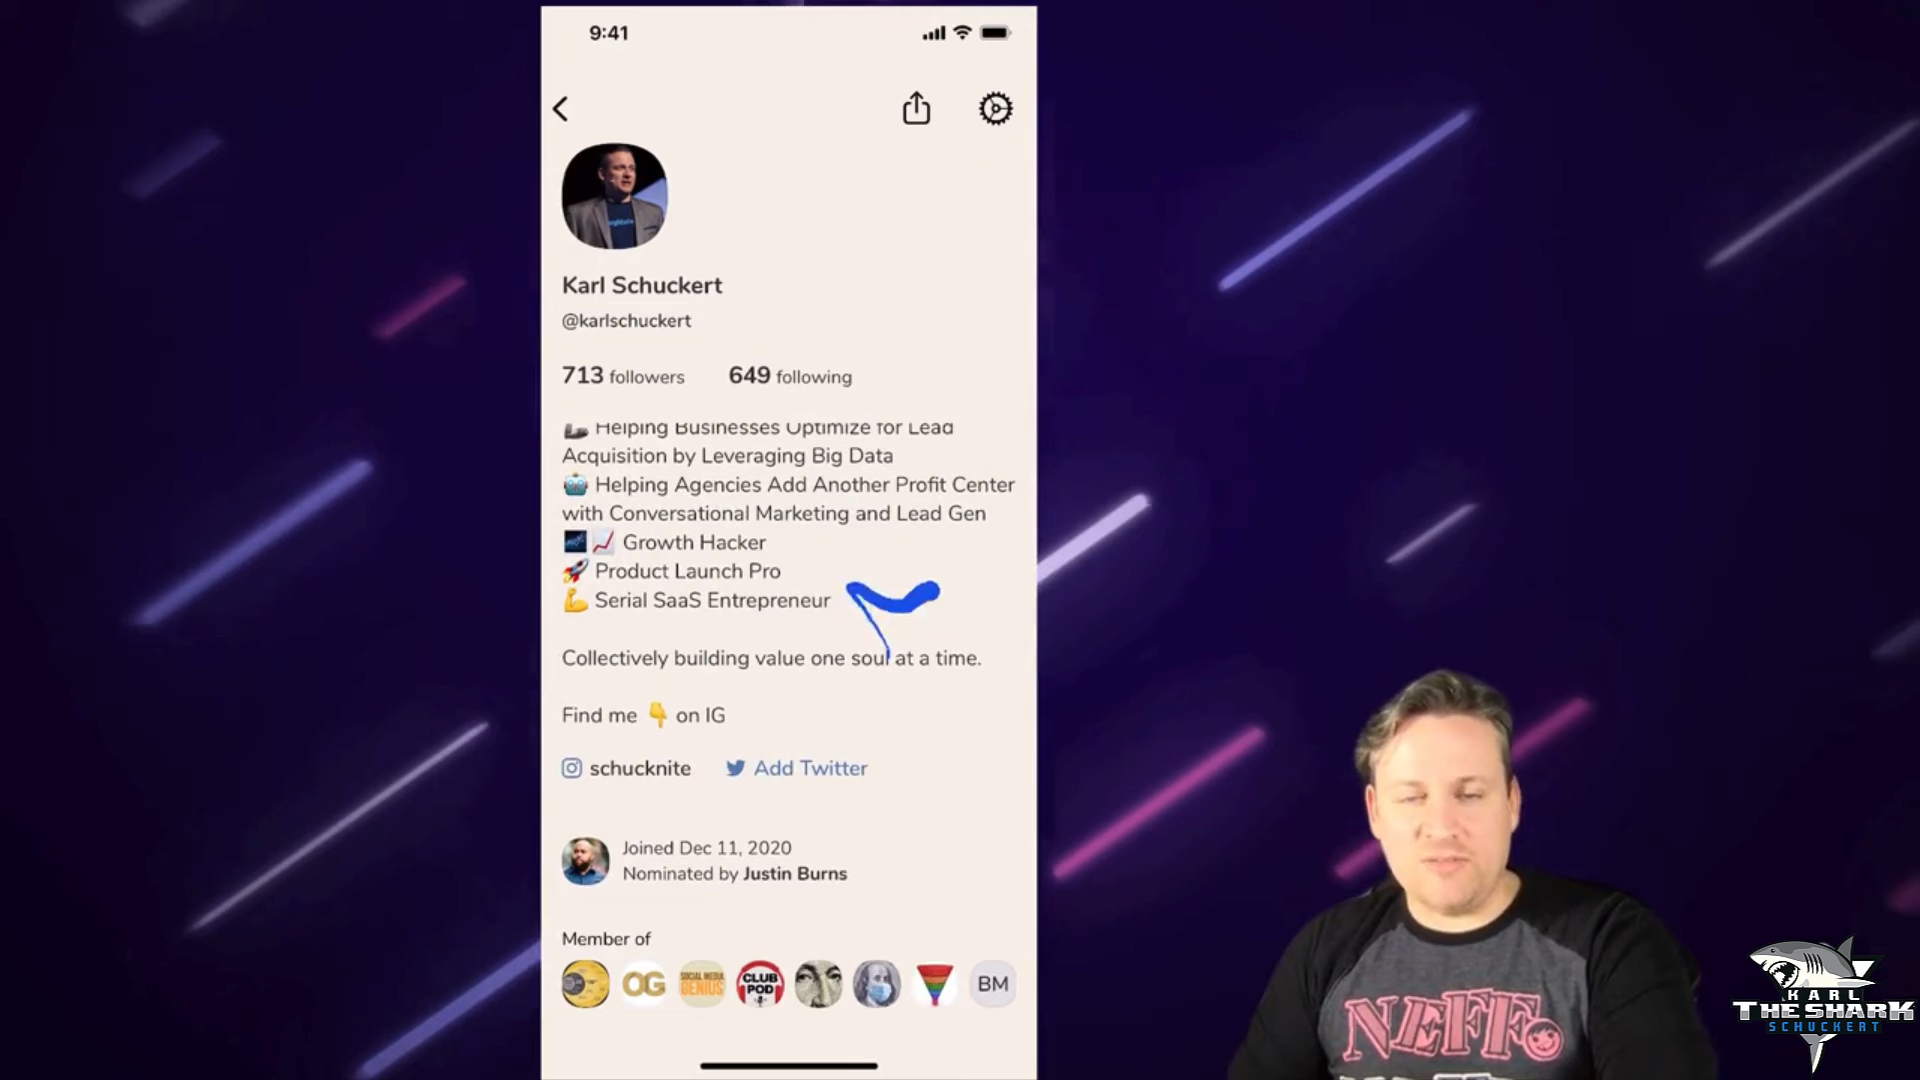 9:41
Karl Schuckert
@karlschuckert
713 followers 649 following
Helping Businesses Optimize for Lead
Acquisition by Leveraging Big Data
Helping Agencies Add Another Profit Center
with Conversational Marketing and Lead Gen
Growth Hacker
Product Launch Pro
Serial SaaS Entrepreneur
Collectively building value one soul at a time.
Find me 👇 on IG
schucknite Add Twitter
Joined Dec 11, 2020
Nominated by Justin Burns
Member of
OG SOCIAL MEDIA GENIUS CLUB POD BM
NEFF
KARL
THE SHARK
SCHUCKERT